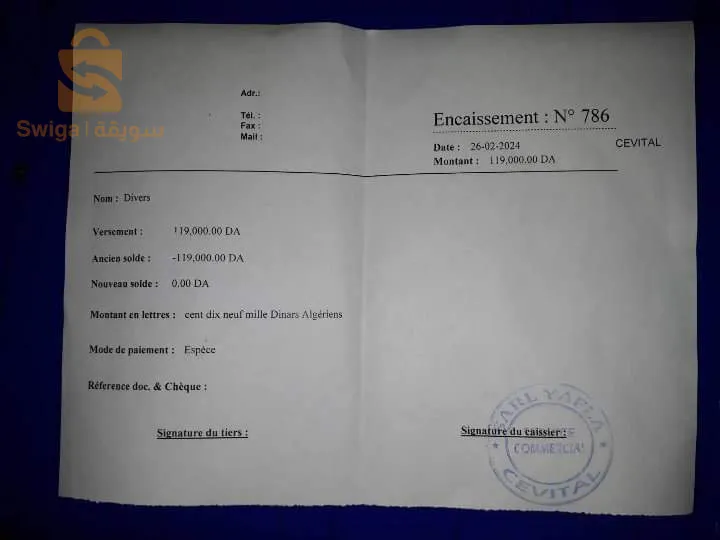 Swiga | سويقة
Adr.:
Tél. :
Fax :
Mail :
Encaissement : N° 786
Date : 26-02-2024
CEVITAL
Montant : 119,000.00 DA
Nom : Divers
Versement : 119,000.00 DA
Ancien solde : -119,000.00 DA
Nouveau solde : 0.00 DA
Montant en lettres : cent dix neuf mille Dinars Algériens
Mode de paiement : Espèce
Réference doc. & Chèque :
Signature du tiers :
Signature du caissier :
SARL
COMMERCIAL
CEVITAL